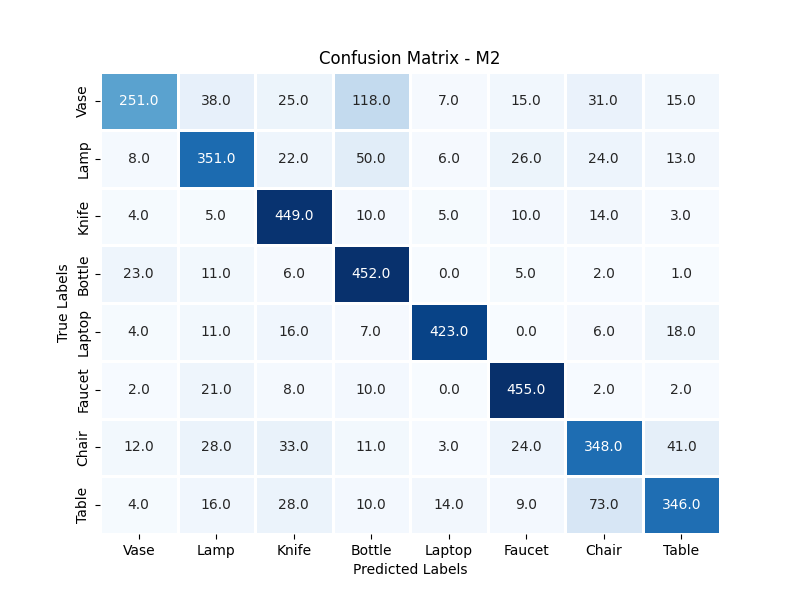 Confusion Matrix - M2
True Labels
Vase 251.0 38.0 25.0 118.0 7.0 15.0 31.0 15.0
Lamp 8.0 351.0 22.0 50.0 6.0 26.0 24.0 13.0
Knife 4.0 5.0 449.0 10.0 5.0 10.0 14.0 3.0
Bottle 23.0 11.0 6.0 452.0 0.0 5.0 2.0 1.0
Laptop 4.0 11.0 16.0 7.0 423.0 0.0 6.0 18.0
Faucet 2.0 21.0 8.0 10.0 0.0 455.0 2.0 2.0
Chair 12.0 28.0 33.0 11.0 3.0 24.0 348.0 41.0
Table 4.0 16.0 28.0 10.0 14.0 9.0 73.0 346.0
Vase Lamp Knife Bottle Laptop Faucet Chair Table
Predicted Labels